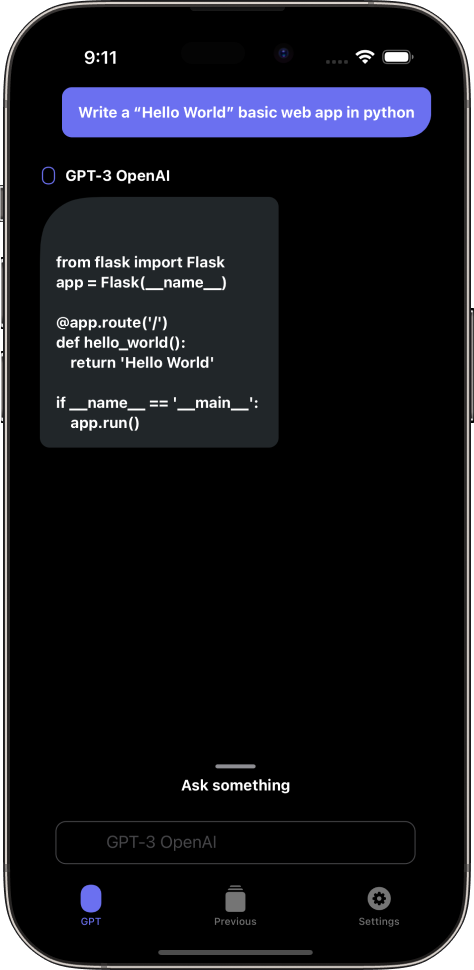 9:11
Write a “Hello World” basic web app in python
GPT-3 OpenAI
from flask import Flask
app = Flask(__name__)
@app.route('/')
def hello_world():
    return 'Hello World'
if __name__ == '__main__':
    app.run()
Ask something
GPT-3 OpenAI
GPT
Previous
Settings